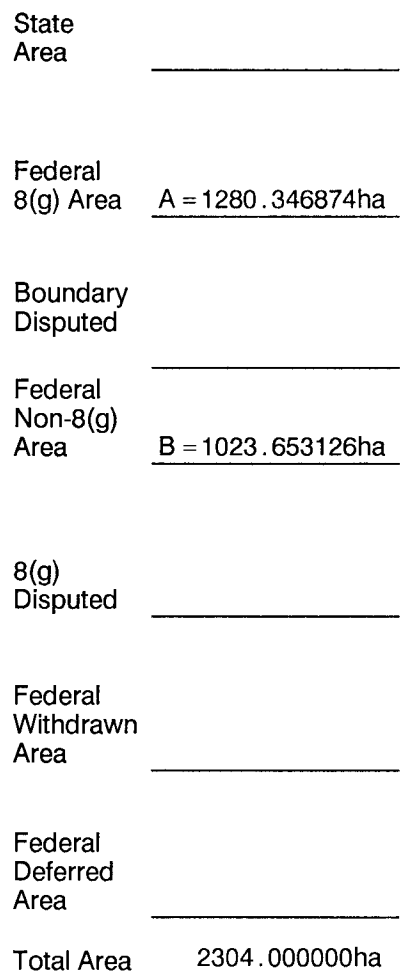 State
Area
Federal
8(g) Area A = 1280.346874ha
Boundary
Disputed
Federal
Non-8(g)
Area B = 1023.653126ha
8(g)
Disputed
Federal
Withdrawn
Area
Federal
Deferred
Area
Total Area 2304.000000ha